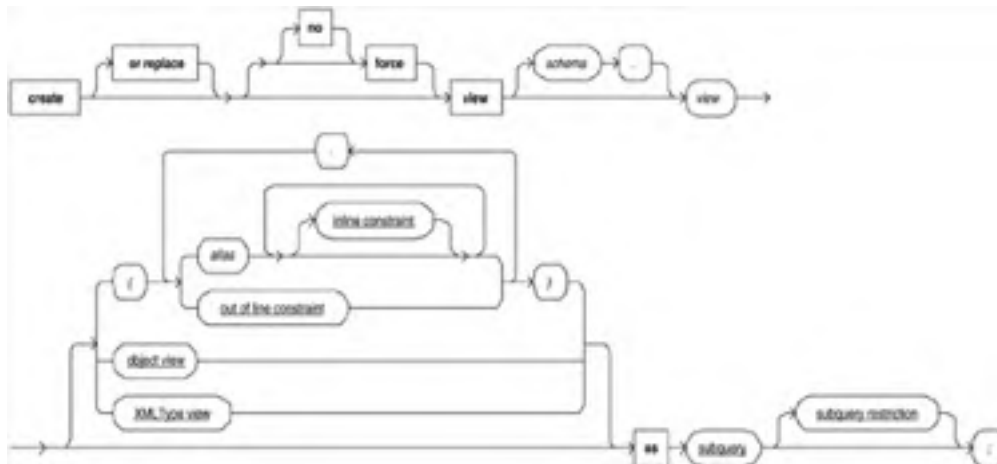 or replace
no
force
schema .
create
view
view
,
inline constraint
alias
( )
out of line constraint
object view
XMLType view
subquery restriction
as
subquery
;